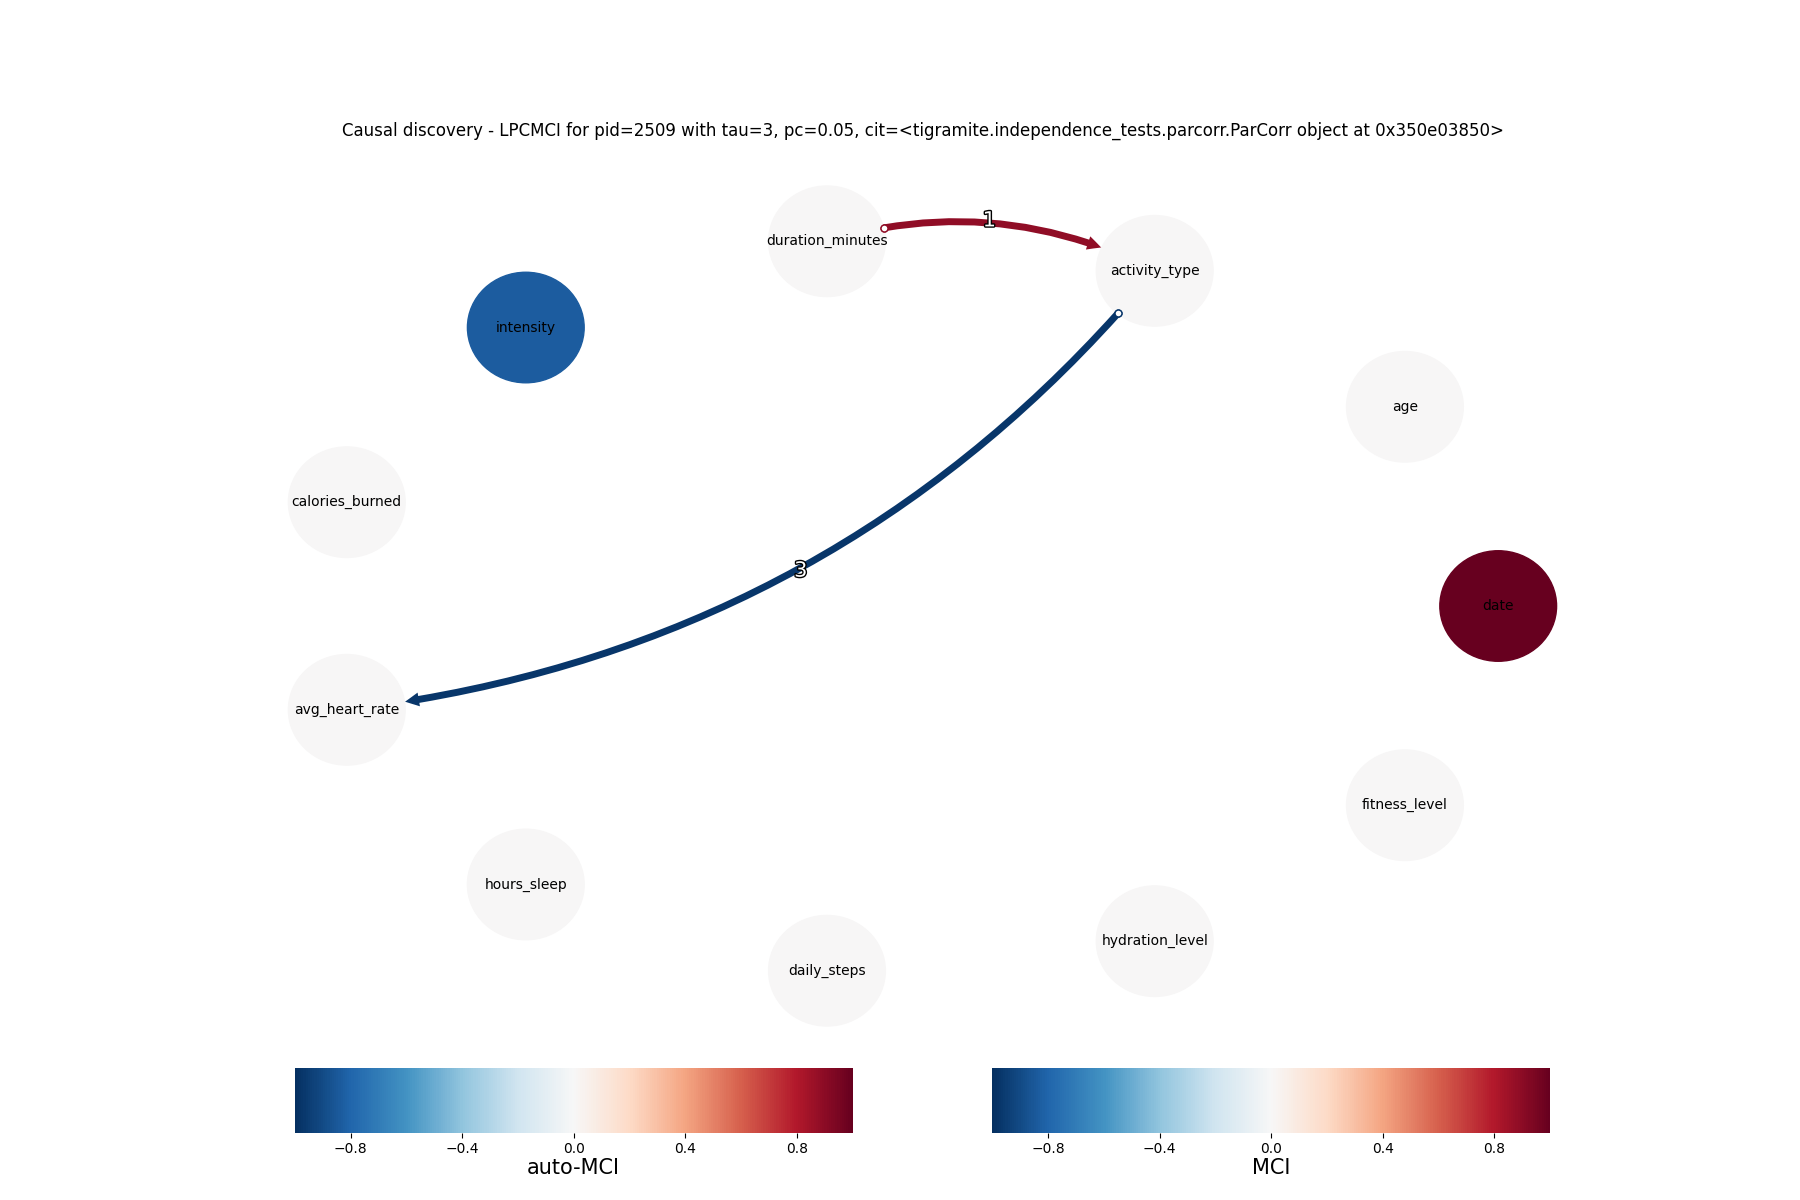 Causal discovery - LPCMCI for pid=2509 with tau=3, pc=0.05, cit=<tigramite.independence_tests.parcorr.ParCorr object at 0x350e03850>
duration_minutes
1
activity_type
intensity
age
calories_burned
3
date
avg_heart_rate
fitness_level
hours_sleep
hydration_level
daily_steps
−0.8 −0.4 0.0 0.4 0.8
auto-MCI
−0.8 −0.4 0.0 0.4 0.8
MCI